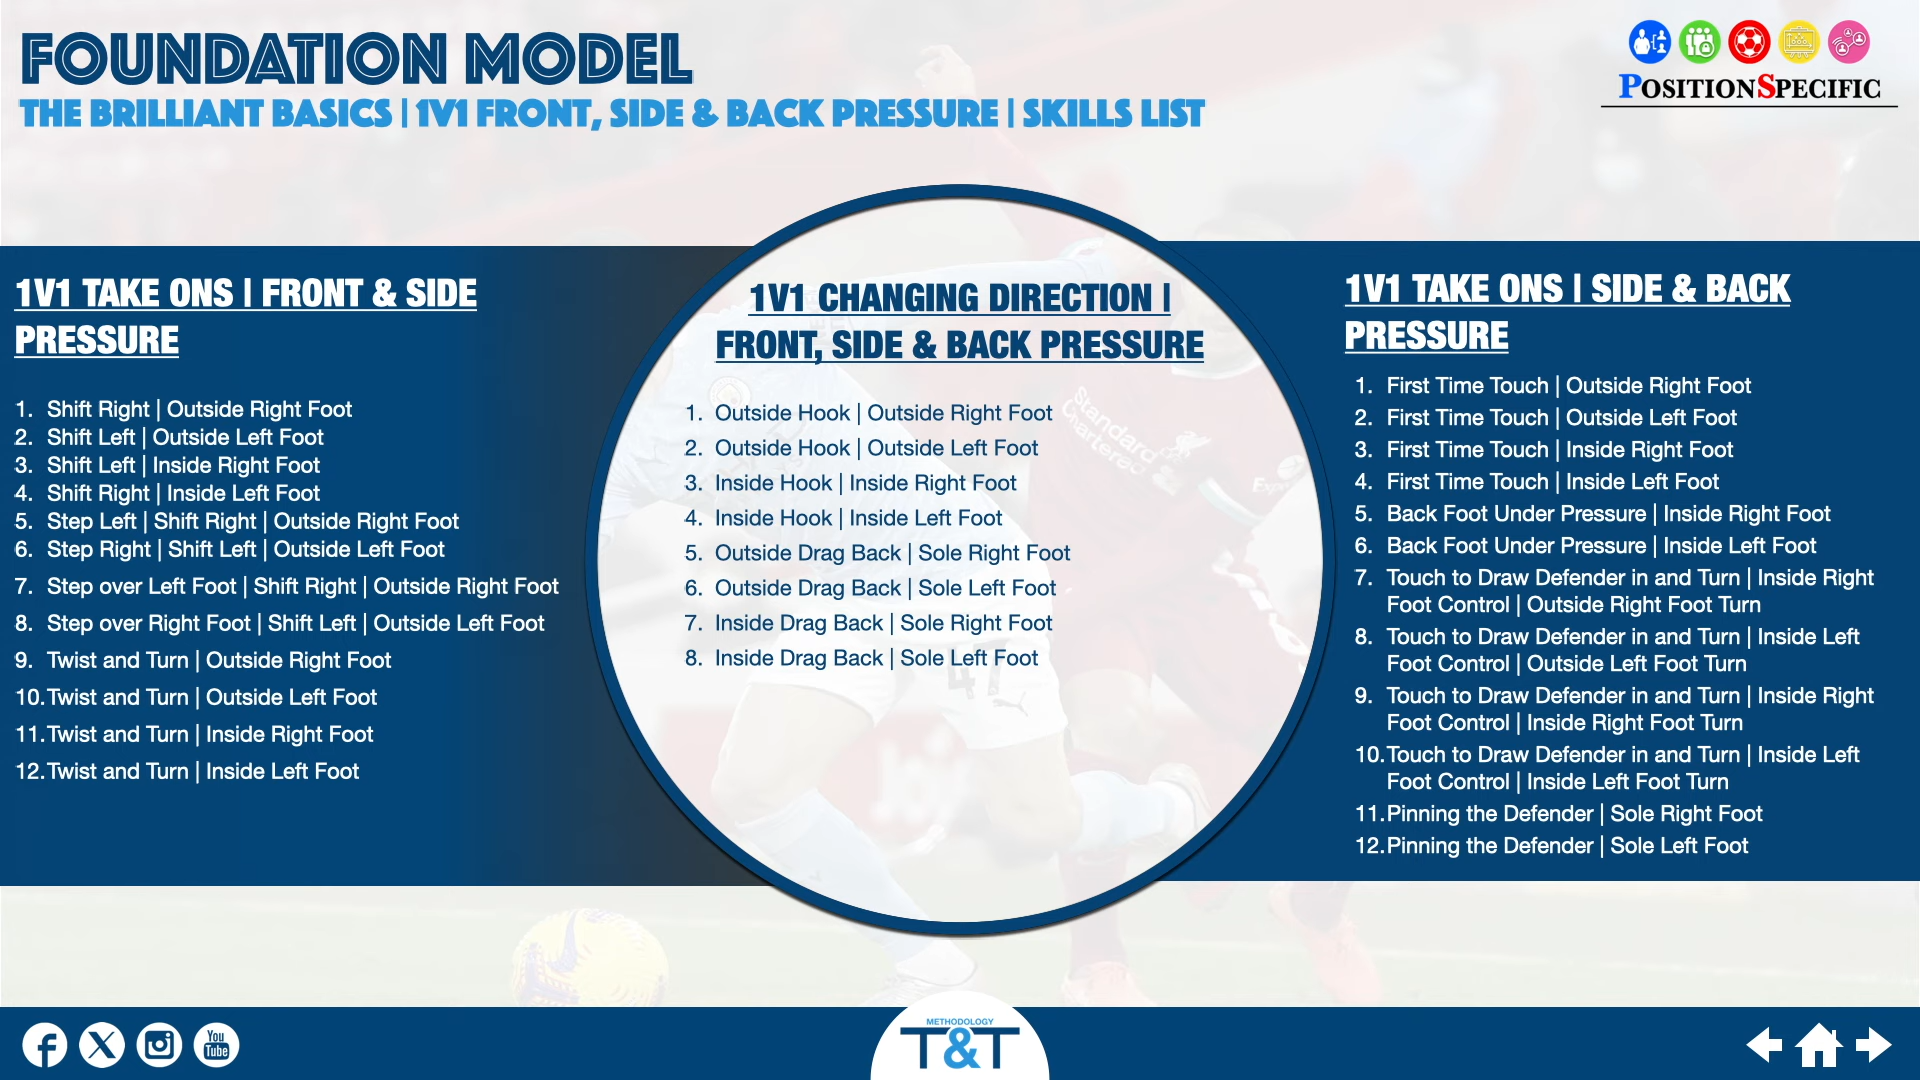 FOUNDATION MODEL
THE BRILLIANT BASICS | 1V1 FRONT, SIDE & BACK PRESSURE | SKILLS LIST
POSITIONSPECIFIC
1V1 TAKE ONS | FRONT & SIDE
PRESSURE
1. Shift Right | Outside Right Foot
2. Shift Left | Outside Left Foot
3. Shift Left | Inside Right Foot
4. Shift Right | Inside Left Foot
5. Step Left | Shift Right | Outside Right Foot
6. Step Right | Shift Left | Outside Left Foot
7. Step over Left Foot | Shift Right | Outside Right Foot
8. Step over Right Foot | Shift Left | Outside Left Foot
9. Twist and Turn | Outside Right Foot
10. Twist and Turn | Outside Left Foot
11. Twist and Turn | Inside Right Foot
12. Twist and Turn | Inside Left Foot
1V1 CHANGING DIRECTION |
FRONT, SIDE & BACK PRESSURE
1. Outside Hook | Outside Right Foot
2. Outside Hook | Outside Left Foot
3. Inside Hook | Inside Right Foot
4. Inside Hook | Inside Left Foot
5. Outside Drag Back | Sole Right Foot
6. Outside Drag Back | Sole Left Foot
7. Inside Drag Back | Sole Right Foot
8. Inside Drag Back | Sole Left Foot
Standard
Chartered
47
1V1 TAKE ONS | SIDE & BACK
PRESSURE
1. First Time Touch | Outside Right Foot
2. First Time Touch | Outside Left Foot
3. First Time Touch | Inside Right Foot
4. First Time Touch | Inside Left Foot
5. Back Foot Under Pressure | Inside Right Foot
6. Back Foot Under Pressure | Inside Left Foot
7. Touch to Draw Defender in and Turn | Inside Right
Foot Control | Outside Right Foot Turn
8. Touch to Draw Defender in and Turn | Inside Left
Foot Control | Outside Left Foot Turn
9. Touch to Draw Defender in and Turn | Inside Right
Foot Control | Inside Right Foot Turn
10. Touch to Draw Defender in and Turn | Inside Left
Foot Control | Inside Left Foot Turn
11. Pinning the Defender | Sole Right Foot
12. Pinning the Defender | Sole Left Foot
You
Tube
METHODOLOGY
T&T